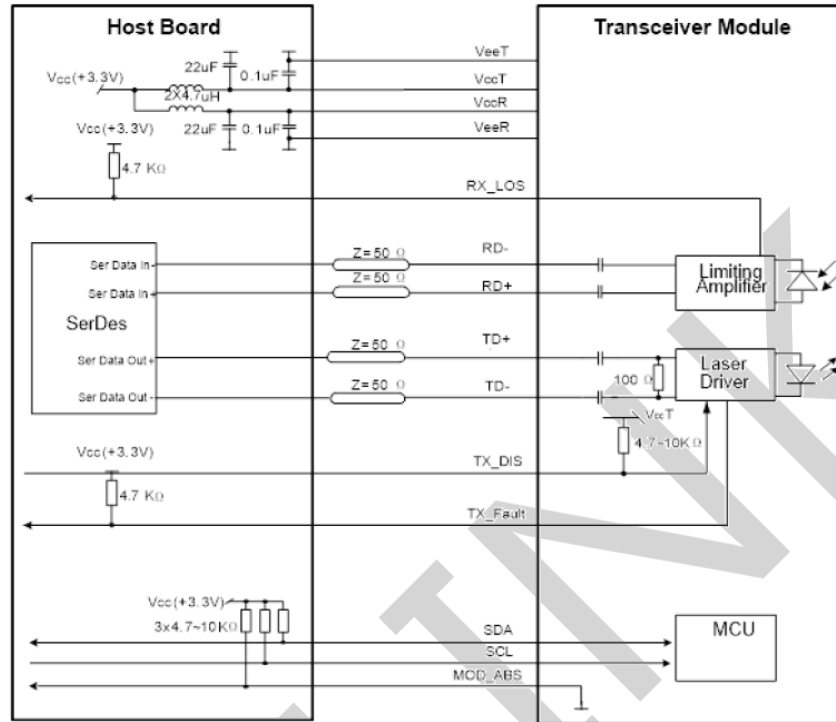 Host Board
Transceiver Module
VeeT
22uF
0.1uF
Vcc(+3.3V)
VccT
2X4.7uH
VccR
Vcc(+3.3V)
22uF
0.1uF
VeeR
4.7 KΩ
RX_LOS
Z=50 Ω
RD-
Ser Data In-
Limiting
Amplifier
Z=50 Ω
RD+
Ser Data In+
SerDes
Z=50 Ω
TD+
Ser Data Out+
Laser
Driver
100 Ω
Z=50 Ω
TD-
Ser Data Out-
VccT
4.7~10KΩ
Vcc(+3.3V)
TX_DIS
4.7 KΩ
TX_Fault
Vcc(+3.3V)
3x4.7~10KΩ
SDA
MCU
SCL
MOD_ABS